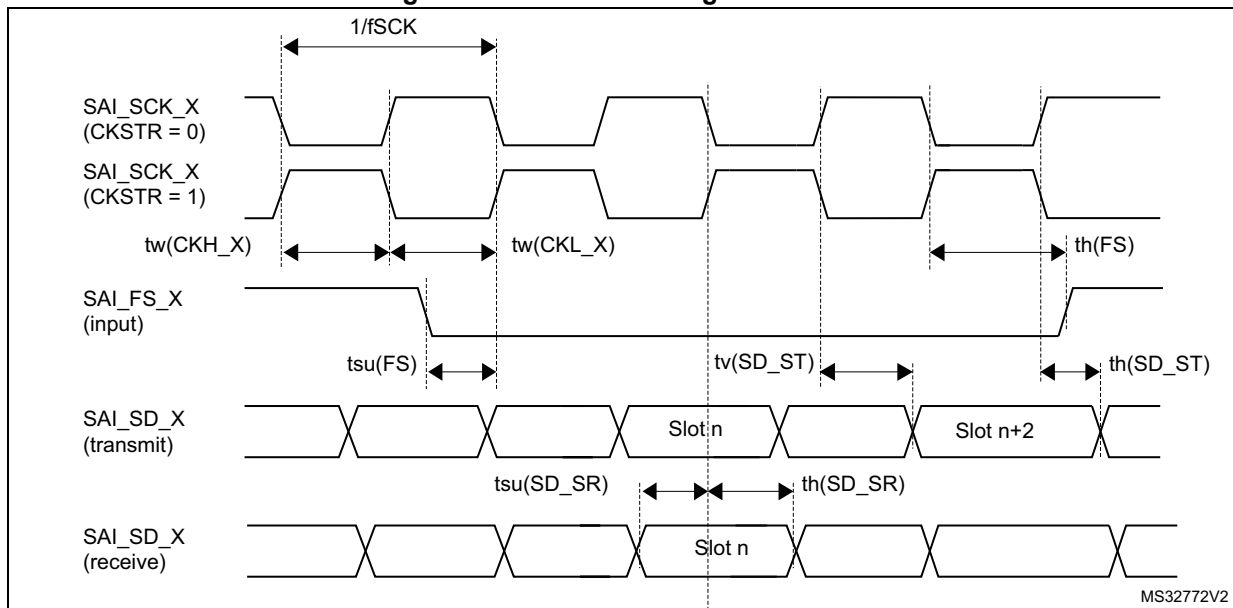 1/fSCK
SAI_SCK_X
(CKSTR = 0)
SAI_SCK_X
(CKSTR = 1)
tw(CKH_X)
tw(CKL_X)
th(FS)
SAI_FS_X
(input)
tsu(FS)
tv(SD_ST)
th(SD_ST)
SAI_SD_X
(transmit)
Slot n
Slot n+2
tsu(SD_SR)
th(SD_SR)
SAI_SD_X
(receive)
Slot n
MS32772V2